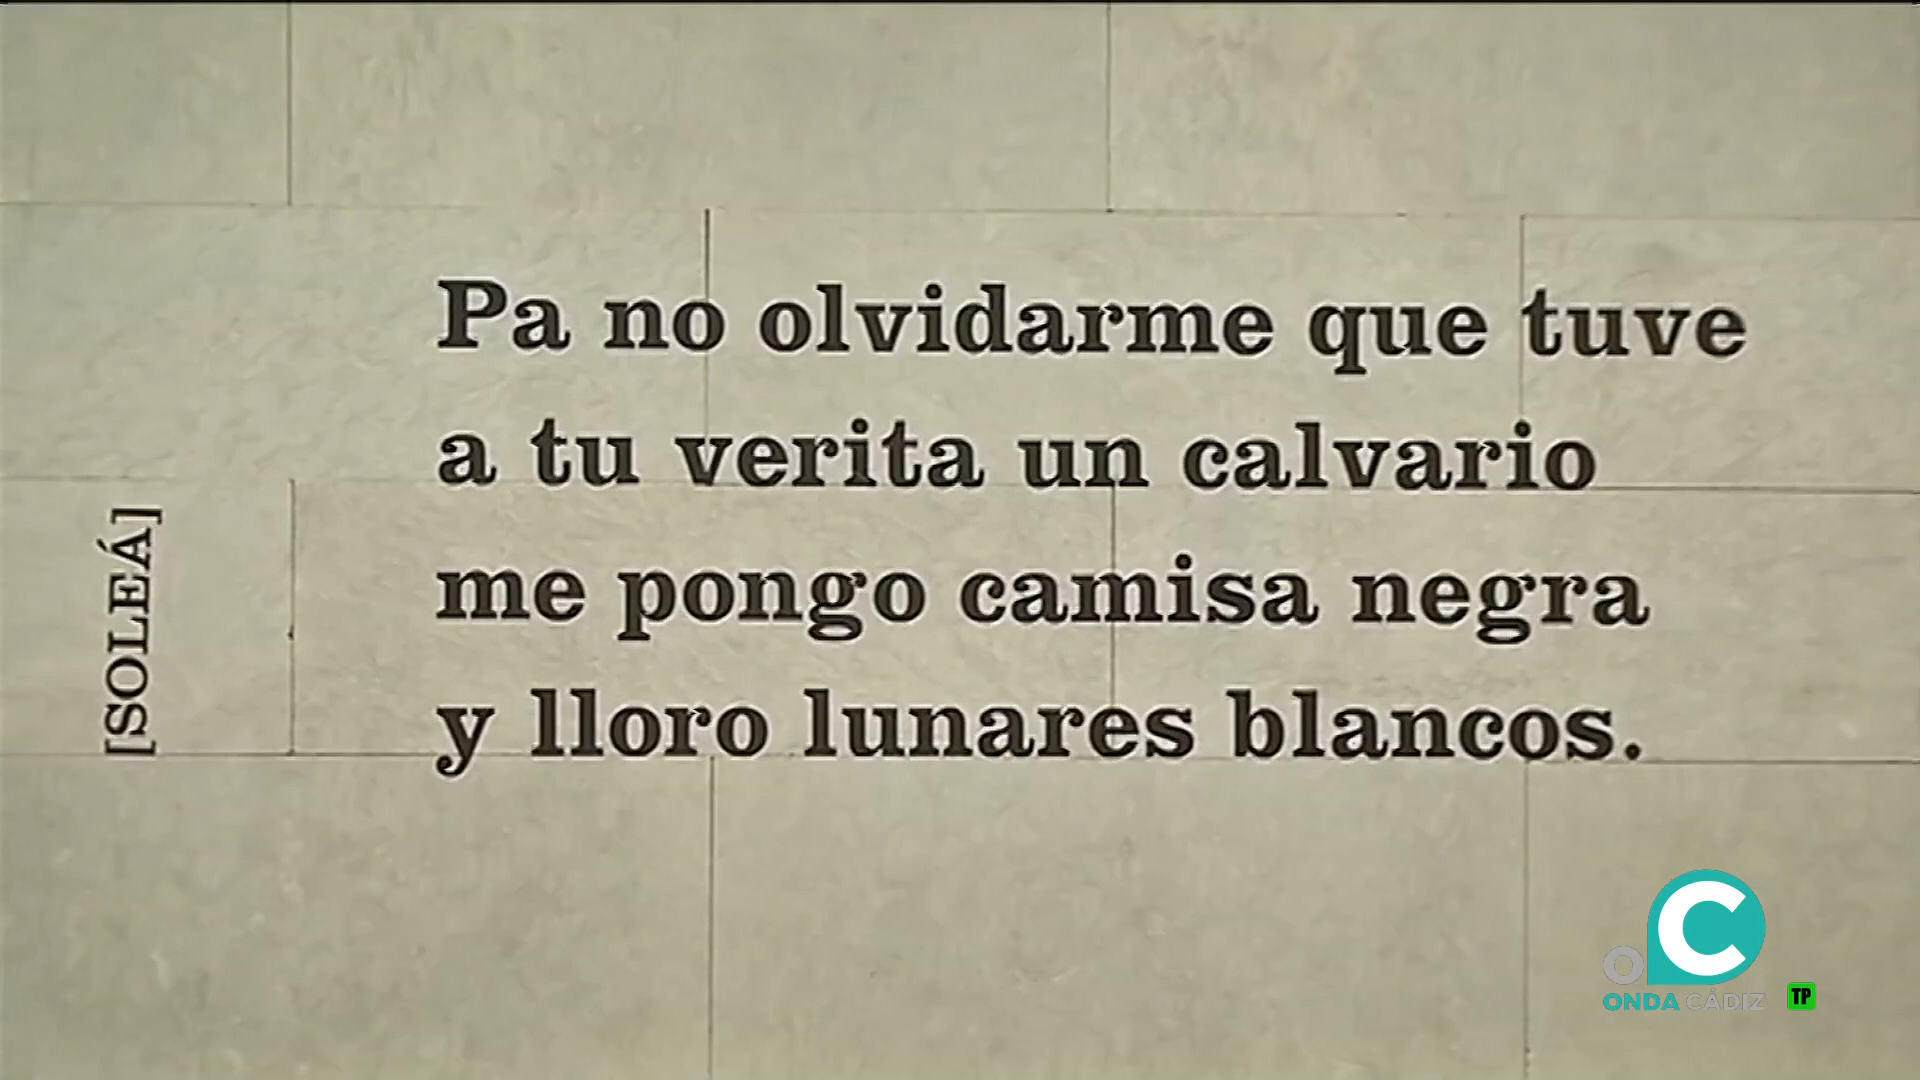 [SOLEÁ]
Pa no olvidarme que tuve
a tu verita un calvario
me pongo camisa negra
y lloro lunares blancos.
ONDA CÁDIZ
TP